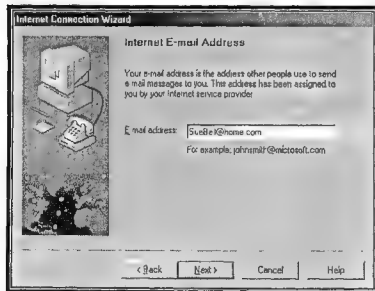 Internet Connection Wizard
Internet E-mail Address
Your e-mail address is the address other people use to send
e-mail messages to you. This address has been assigned to
you by your Internet service provider
E mail address:
@home.com
For example: johnsmith@microsoft.com
< Back
Next >
Cancel
Help